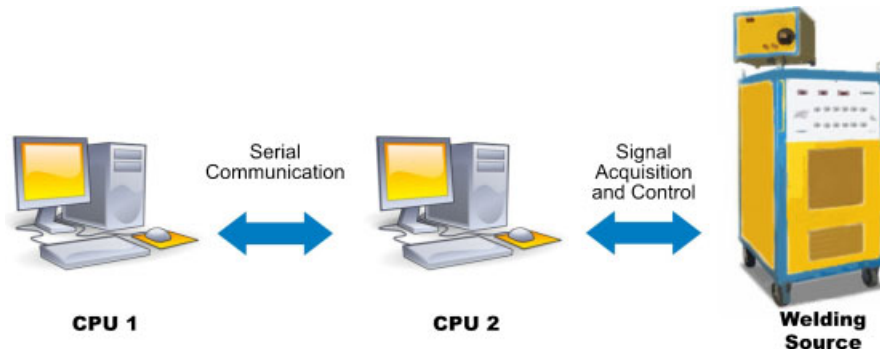 Serial
Communication
Signal
Acquisition
and Control
CPU 1
CPU 2
Welding
Source